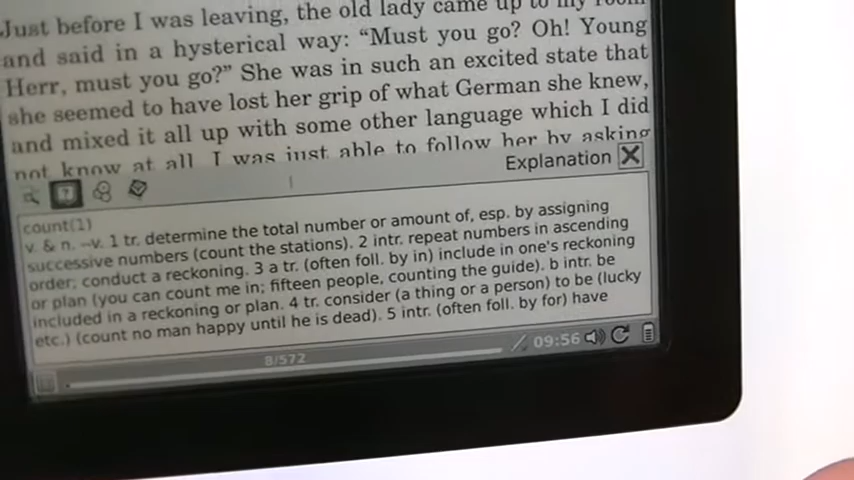 Just before I was leaving, the old lady came up to my room
and said in a hysterical way: “Must you go? Oh! Young
Herr, must you go?” She was in such an excited state that
she seemed to have lost her grip of what German she knew,
and mixed it all up with some other language which I did
not know at all. I was just able to follow her by asking
Explanation
count(1)
v. & n. –v. 1 tr. determine the total number or amount of, esp. by assigning
successive numbers (count the stations). 2 intr. repeat numbers in ascending
order; conduct a reckoning. 3 a tr. (often foll. by in) include in one's reckoning
or plan (you can count me in; fifteen people, counting the guide). b intr. be
included in a reckoning or plan. 4 tr. consider (a thing or a person) to be (lucky
etc.) (count no man happy until he is dead). 5 intr. (often foll. by for) have
8/572
09:56